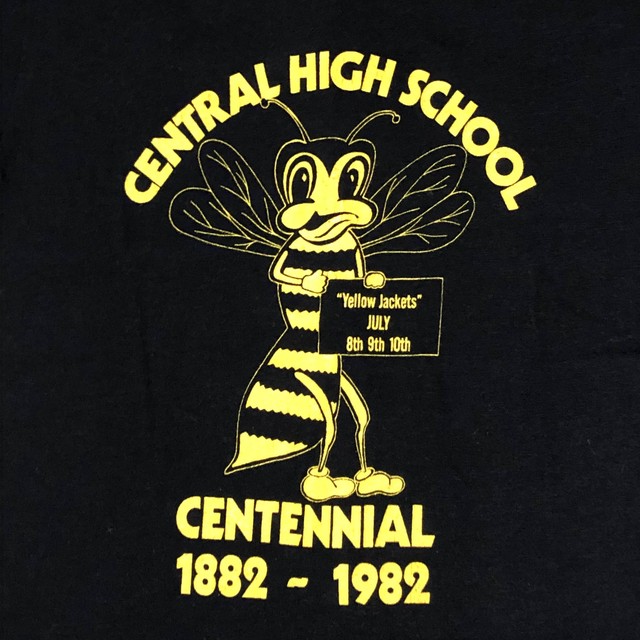 CENTRAL HIGH SCHOOL
"Yellow Jackets"
JULY
8th 9th 10th
CENTENNIAL
1882 ~ 1982